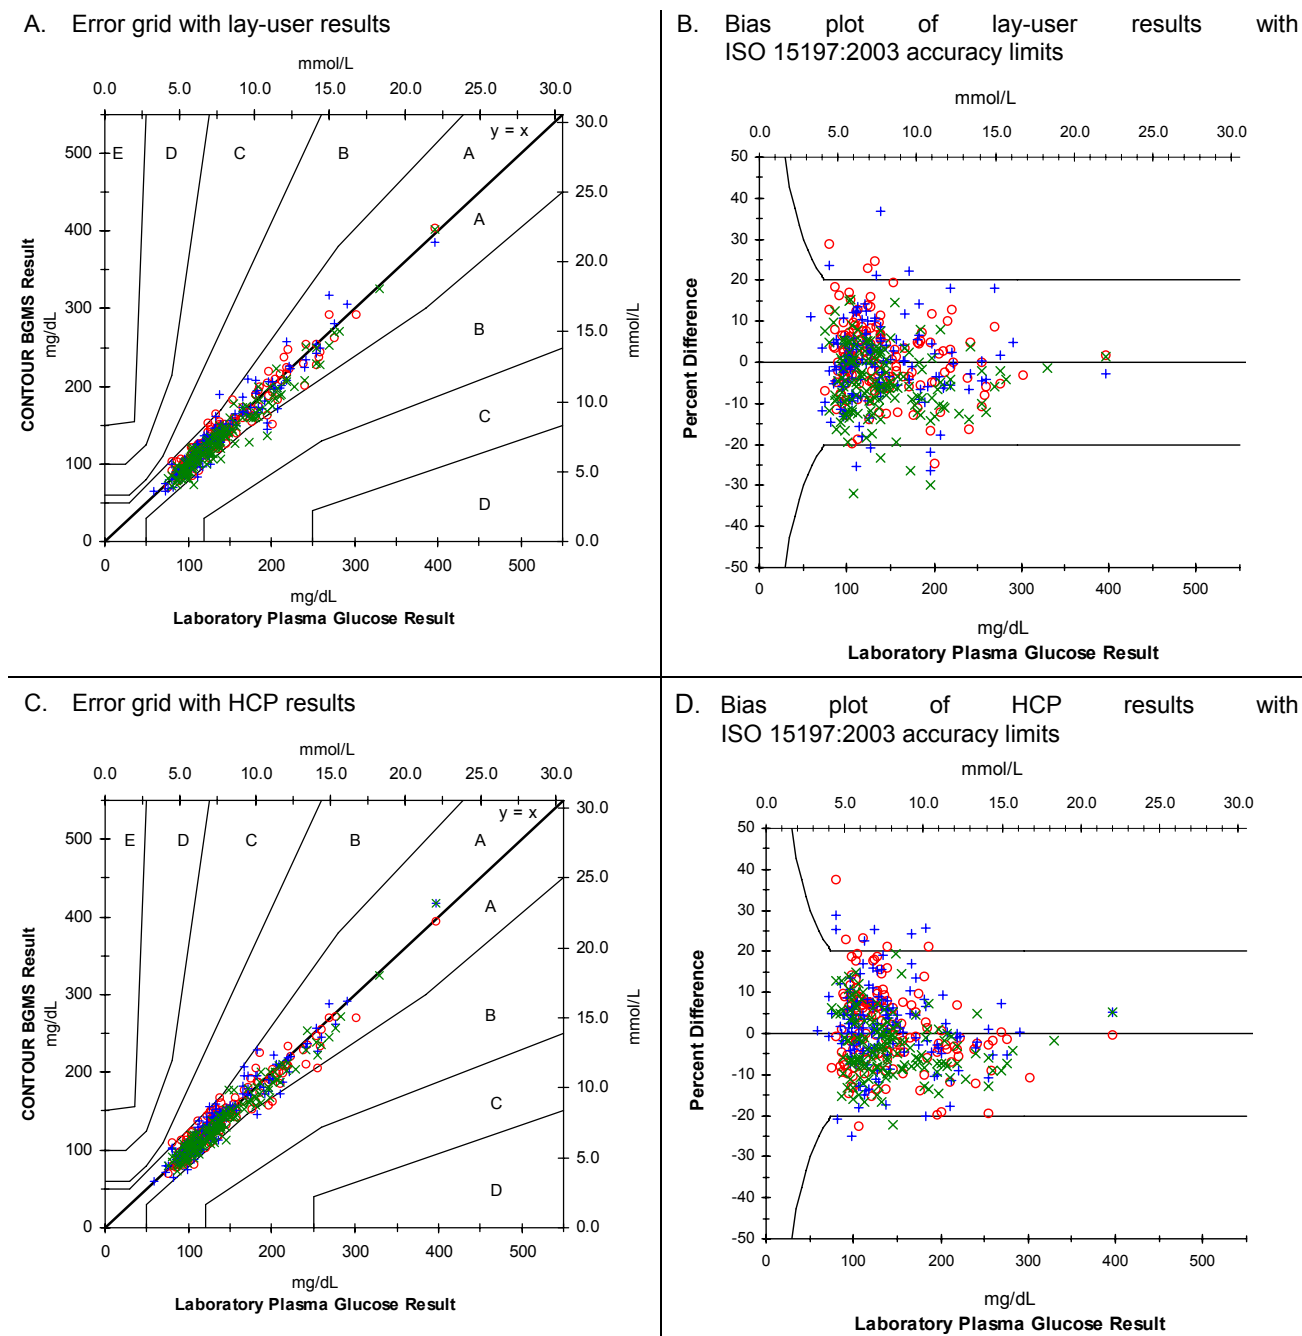 A. Error grid with lay-user results
mmol/L
0.0 5.0 10.0 15.0 20.0 25.0 30.0
y = x
E D C B A
A
B
C
D
500
400
300
200
100
0
30.0
25.0
20.0
15.0
10.0
5.0
0.0
CONTOUR BGMS Result
mg/dL
mmol/L
100 200 300 400 500
mg/dL
Laboratory Plasma Glucose Result
B. Bias plot of lay-user results with
ISO 15197:2003 accuracy limits
mmol/L
0.0 5.0 10.0 15.0 20.0 25.0 30.0
50
40
30
20
10
0
-10
-20
-30
-40
-50
Percent Difference
0 100 200 300 400 500
mg/dL
Laboratory Plasma Glucose Result
C. Error grid with HCP results
mmol/L
0.0 5.0 10.0 15.0 20.0 25.0 30.0
y = x
E D C B A
A
B
C
D
500
400
300
200
100
0
30.0
25.0
20.0
15.0
10.0
5.0
0.0
CONTOUR BGMS Result
mg/dL
mmol/L
0 100 200 300 400 500
mg/dL
Laboratory Plasma Glucose Result
D. Bias plot of HCP results with
ISO 15197:2003 accuracy limits
mmol/L
0.0 5.0 10.0 15.0 20.0 25.0 30.0
50
40
30
20
10
0
-10
-20
-30
-40
-50
Percent Difference
0 100 200 300 400 500
mg/dL
Laboratory Plasma Glucose Result